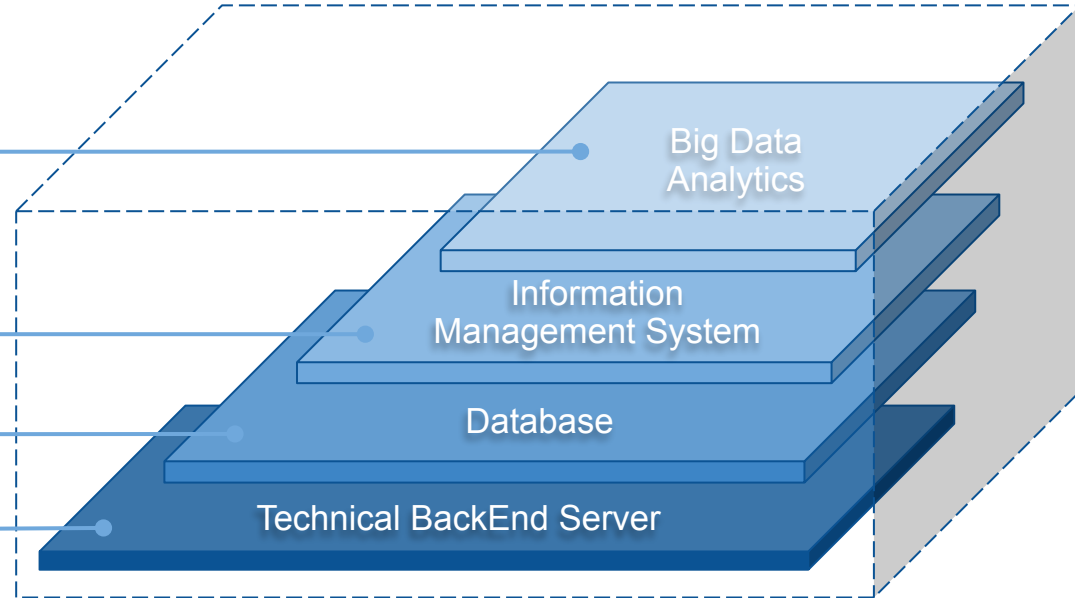 Big Data
Analytics
Information
Management System
Database
Technical BackEnd Server